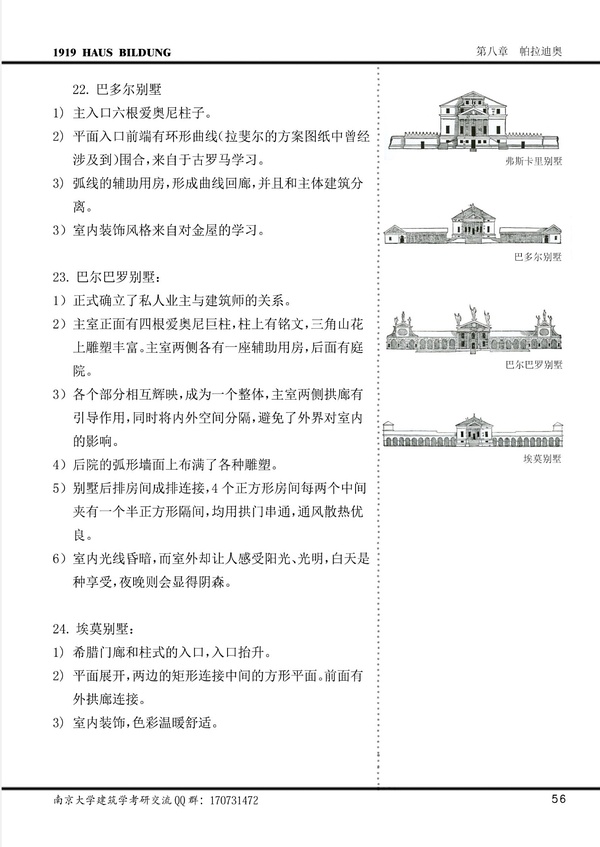 1919 HAUS BILDUNG
第八章 帕拉迪奥
22. 巴多尔别墅
1) 主入口六根爱奥尼柱子。
2) 平面入口前端有环形曲线(拉斐尔的方案图纸中曾经
涉及到)围合,来自于古罗马学习。
3) 弧线的辅助用房,形成曲线回廊,并且和主体建筑分
离。
3) 室内装饰风格来自对金屋的学习。
23. 巴尔巴罗别墅:
1) 正式确立了私人业主与建筑师的关系。
2) 主室正面有四根爱奥尼巨柱,柱上有铭文,三角山花
上雕塑丰富。主室两侧各有一座辅助用房,后面有庭
院。
3) 各个部分相互辉映,成为一个整体,主室两侧拱廊有
引导作用,同时将内外空间分隔,避免了外界对室内
的影响。
4) 后院的弧形墙面上布满了各种雕塑。
5) 别墅后排房间成排连接,4 个正方形房间每两个中间
夹有一个半正方形隔间,均用拱门串通,通风散热优
良。
6) 室内光线昏暗,而室外却让人感受阳光、光明,白天是
种享受,夜晚则会显得阴森。
24. 埃莫别墅:
1) 希腊门廊和柱式的入口,入口抬升。
2) 平面展开,两边的矩形连接中间的方形平面。前面有
外拱廊连接。
3) 室内装饰,色彩温暖舒适。
弗斯卡里别墅
巴多尔别墅
巴尔巴罗别墅
埃莫别墅
南京大学建筑学考研交流 QQ 群: 170731472
56